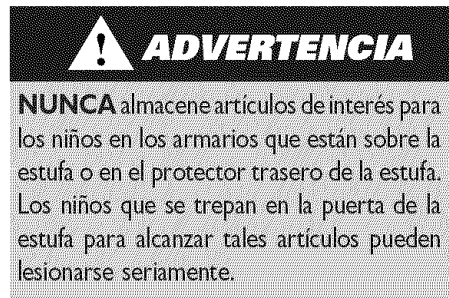 ADVERTENCIA
NUNCA almacene artículos de interés para
los niños en los armarios que están sobre la
estufa o en el protector trasero de la estufa.
Los niños que se trepan en la puerta de la
estufa para alcanzar tales artículos pueden
lesionarse seriamente.